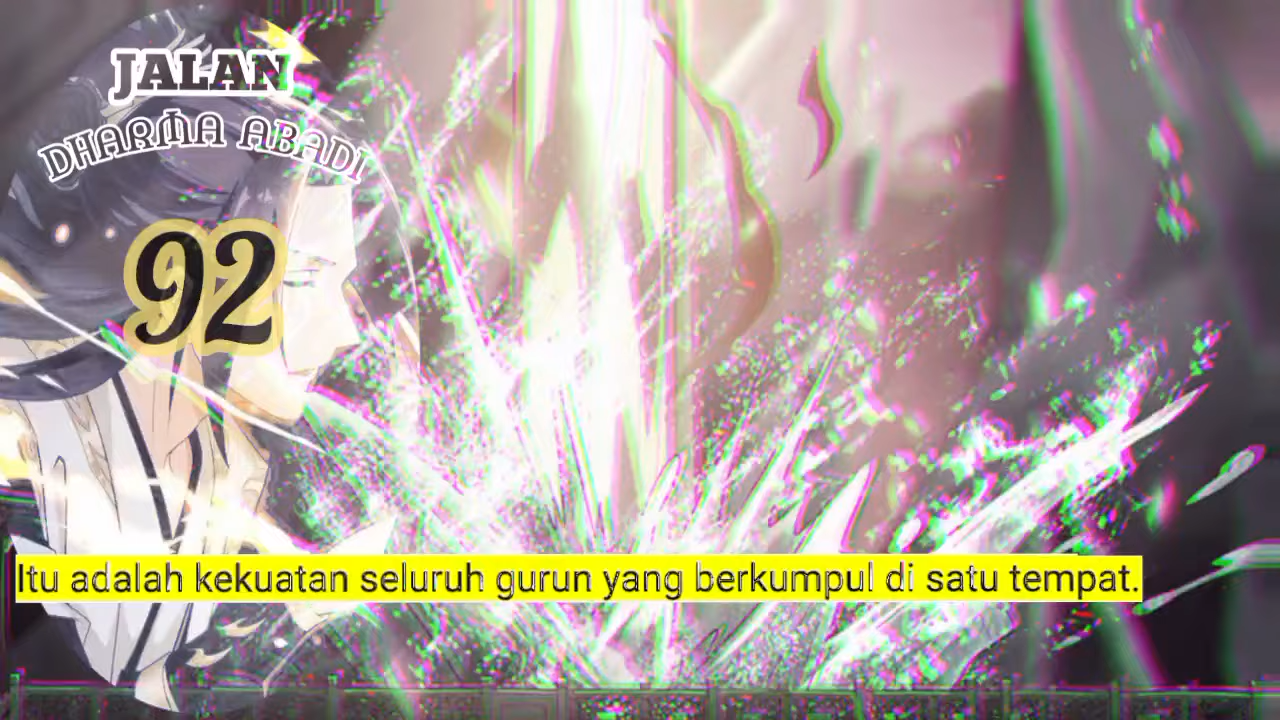 JALAN
DHARMA ABADI
92
Itu adalah kekuatan seluruh gurun yang berkumpul di satu tempat.